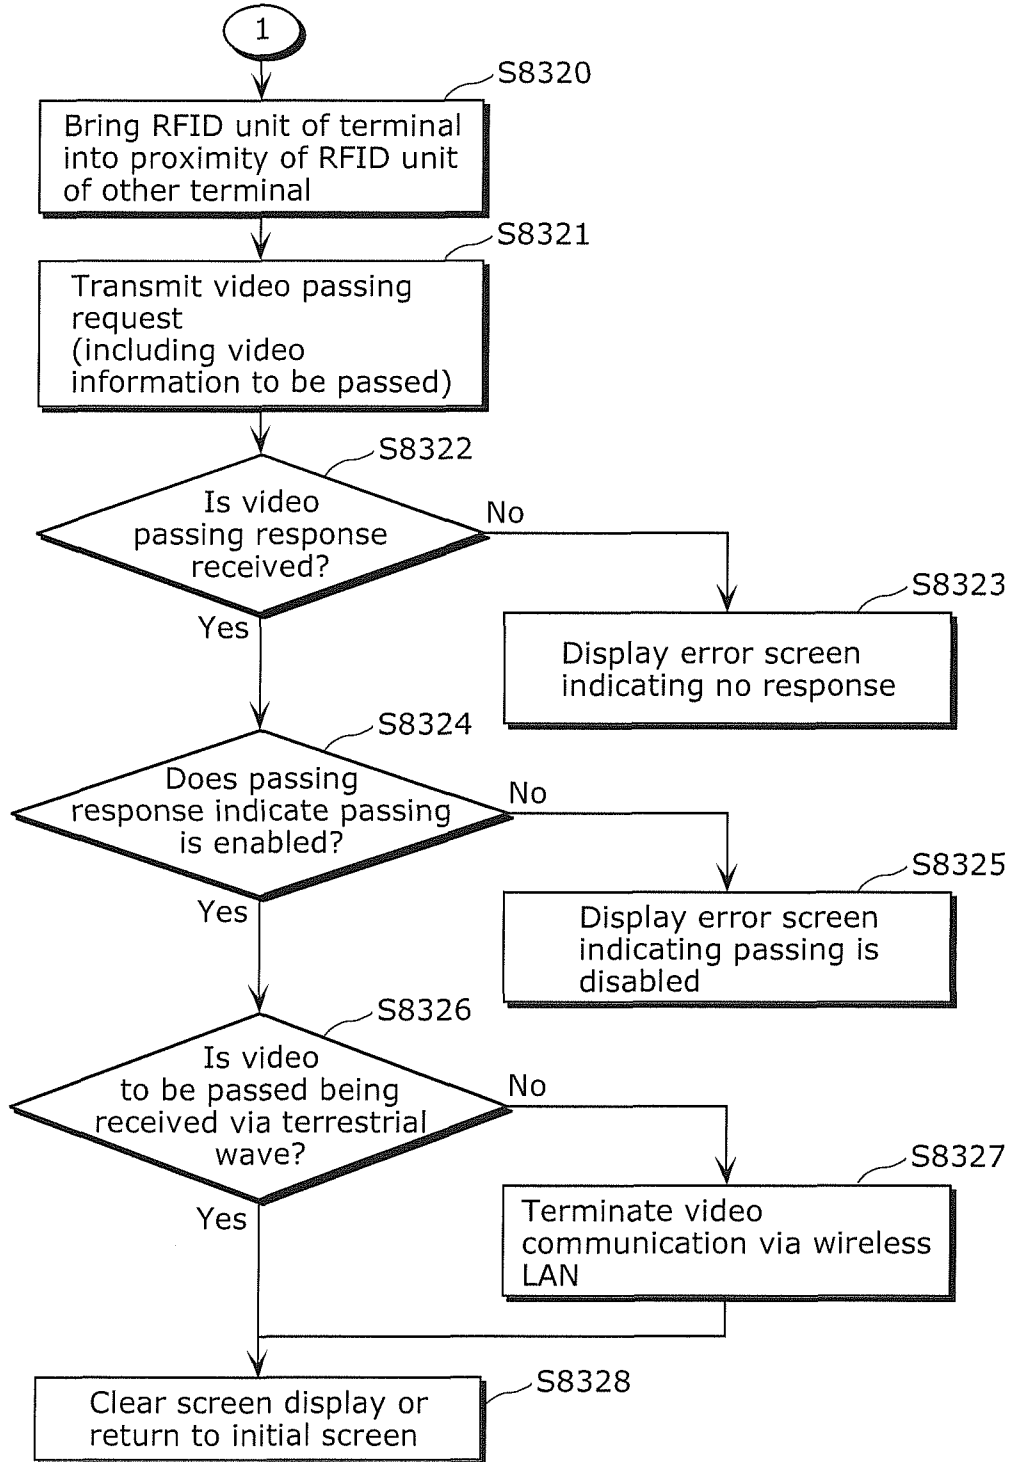 1
S8320
Bring RFID unit of terminal
into proximity of RFID unit
of other terminal
S8321
Transmit video passing
request
(including video
information to be passed)
S8322
Is video
passing response
received?
No
Yes
S8323
Display error screen
indicating no response
S8324
Does passing
response indicate passing
is enabled?
No
Yes
S8325
Display error screen
indicating passing is
disabled
S8326
Is video
to be passed being
received via terrestrial
wave?
No
Yes
S8327
Terminate video
communication via wireless
LAN
S8328
Clear screen display or
return to initial screen